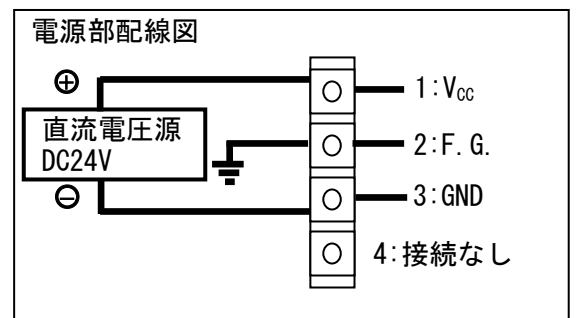 電源部配線図
⊕
直流電圧源
DC24V
⊖
1:Vcc
2:F.G.
3:GND
4:接続なし